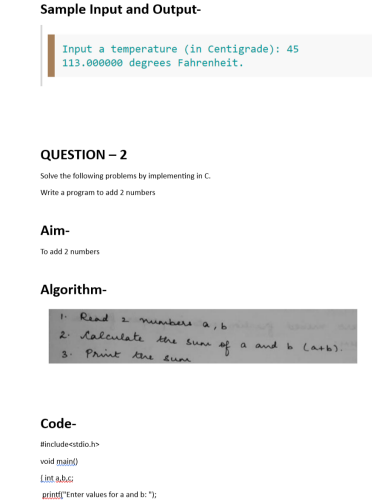 Sample Input and Output-
Input a temperature (in Centigrade): 45
113.000000 degrees Fahrenheit.
QUESTION – 2
Solve the following problems by implementing in C.
Write a program to add 2 numbers
Aim-
To add 2 numbers
Algorithm-
1. Read 2 numbers a, b
2. Calculate the sum of a and b (a+b).
3. Print the sum
Code-
#include<stdio.h>
void main()
{ int a,b,c;
printf("Enter values for a and b: ");